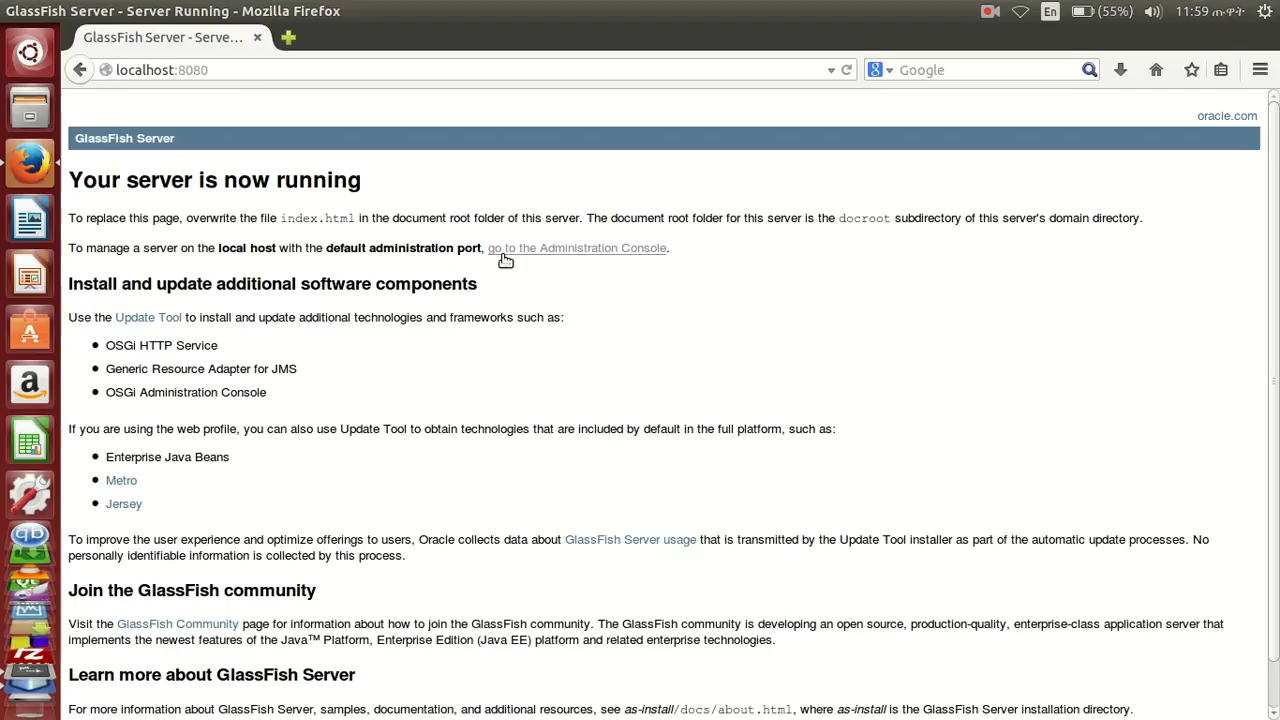 GlassFish Server - Server Running - Mozilla Firefox
En
(55%)
11:59 ጡዋት
GlassFish Server - Serve...
localhost:8080
Google
oracle.com
GlassFish Server
Your server is now running
To replace this page, overwrite the file index.html in the document root folder of this server. The document root folder for this server is the docroot subdirectory of this server's domain directory.
To manage a server on the local host with the default administration port, go to the Administration Console.
Install and update additional software components
Use the Update Tool to install and update additional technologies and frameworks such as:
OSGi HTTP Service
Generic Resource Adapter for JMS
OSGi Administration Console
If you are using the web profile, you can also use Update Tool to obtain technologies that are included by default in the full platform, such as:
Enterprise Java Beans
Metro
Jersey
To improve the user experience and optimize offerings to users, Oracle collects data about GlassFish Server usage that is transmitted by the Update Tool installer as part of the automatic update processes. No
personally identifiable information is collected by this process.
Join the GlassFish community
Visit the GlassFish Community page for information about how to join the GlassFish community. The GlassFish community is developing an open source, production-quality, enterprise-class application server that
implements the newest features of the Java™ Platform, Enterprise Edition (Java EE) platform and related enterprise technologies.
Learn more about GlassFish Server
For more information about GlassFish Server, samples, documentation, and additional resources, see as-install/docs/about.html, where as-install is the GlassFish Server installation directory.